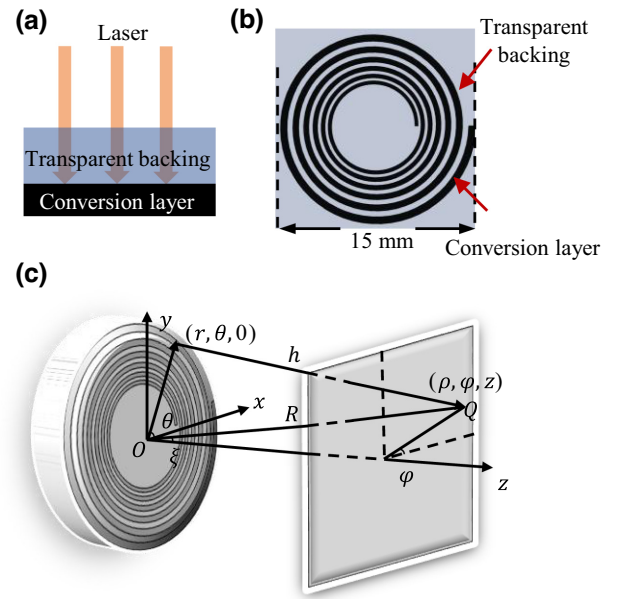 (a)
Laser
Transparent backing
Conversion layer
(b)
Transparent
backing
15 mm
Conversion layer
(c)
y
(r, θ, 0)
h
(ρ, φ, z)
x
R
Q
θ
O
ξ
φ
z